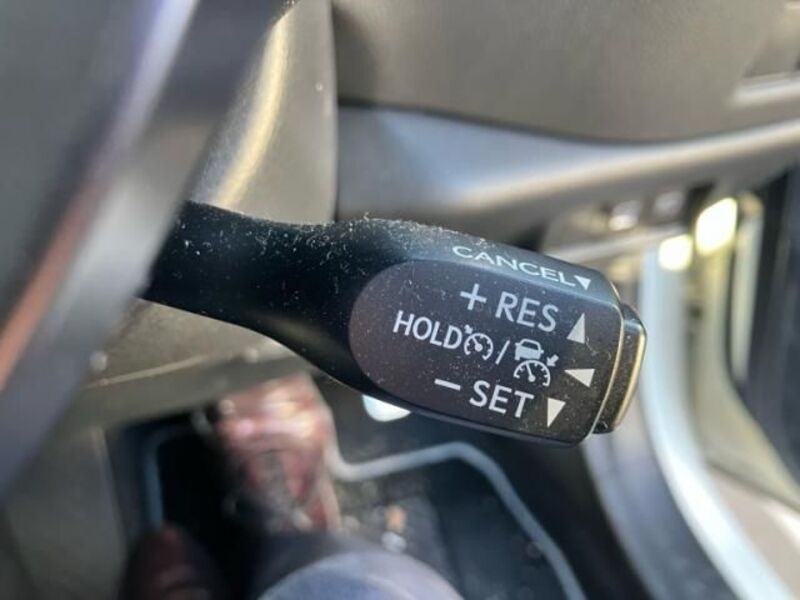 CANCEL
+ RES
HOLD /
− SET